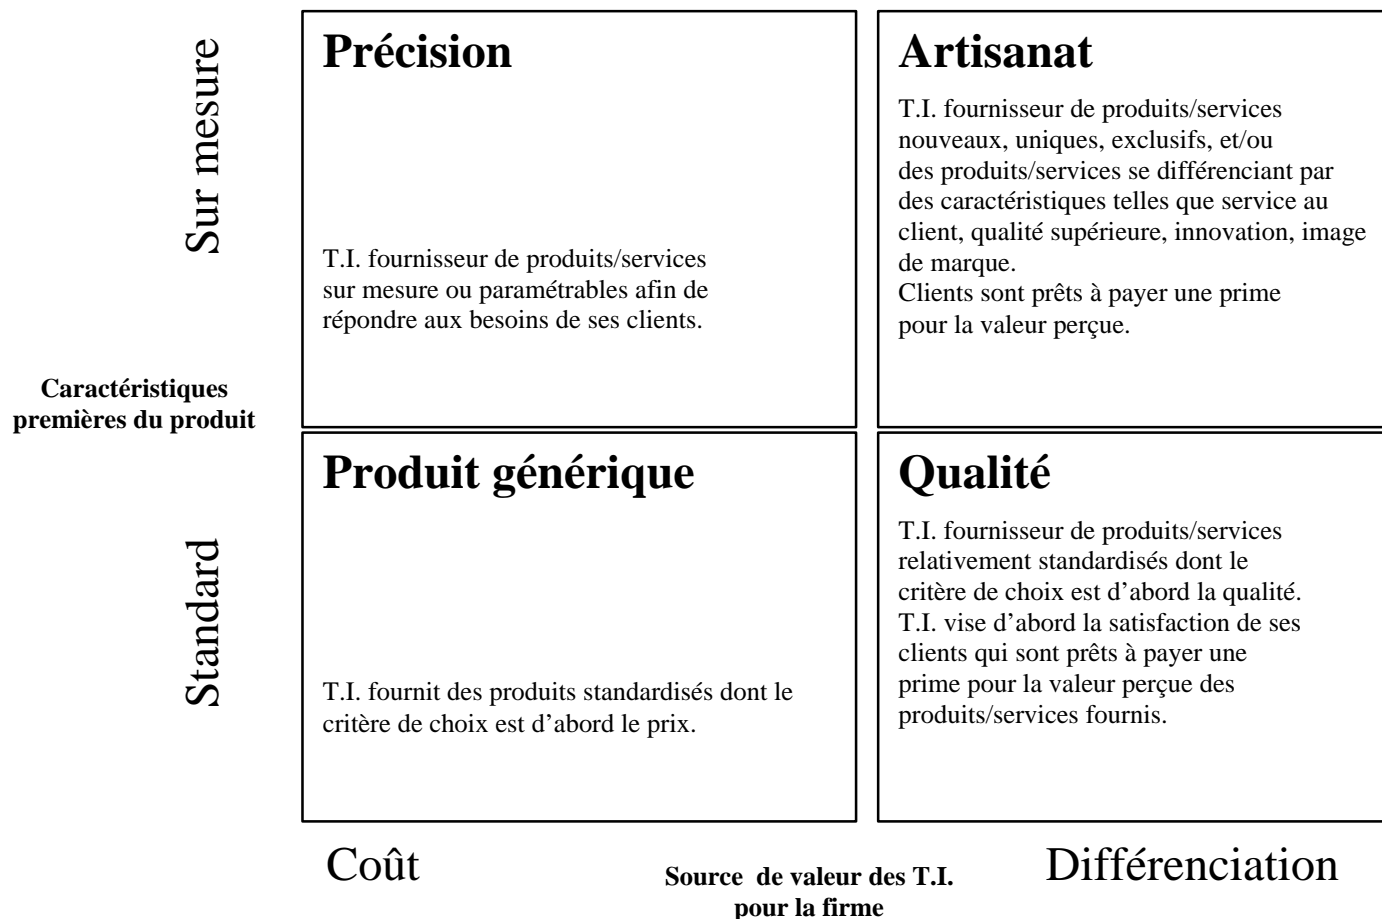 Sur mesure
Précision
T.I. fournisseur de produits/services
sur mesure ou paramétrables afin de
répondre aux besoins de ses clients.
Artisanat
T.I. fournisseur de produits/services
nouveaux, uniques, exclusifs, et/ou
des produits/services se différenciant par
des caractéristiques telles que service au
client, qualité supérieure, innovation, image
de marque.
Clients sont prêts à payer une prime
pour la valeur perçue.
Caractéristiques
premières du produit
Standard
Produit générique
T.I. fournit des produits standardisés dont le
critère de choix est d’abord le prix.
Qualité
T.I. fournisseur de produits/services
relativement standardisés dont le
critère de choix est d’abord la qualité.
T.I. vise d’abord la satisfaction de ses
clients qui sont prêts à payer une
prime pour la valeur perçue des
produits/services fournis.
Coût
Source de valeur des T.I.
pour la firme
Différenciation